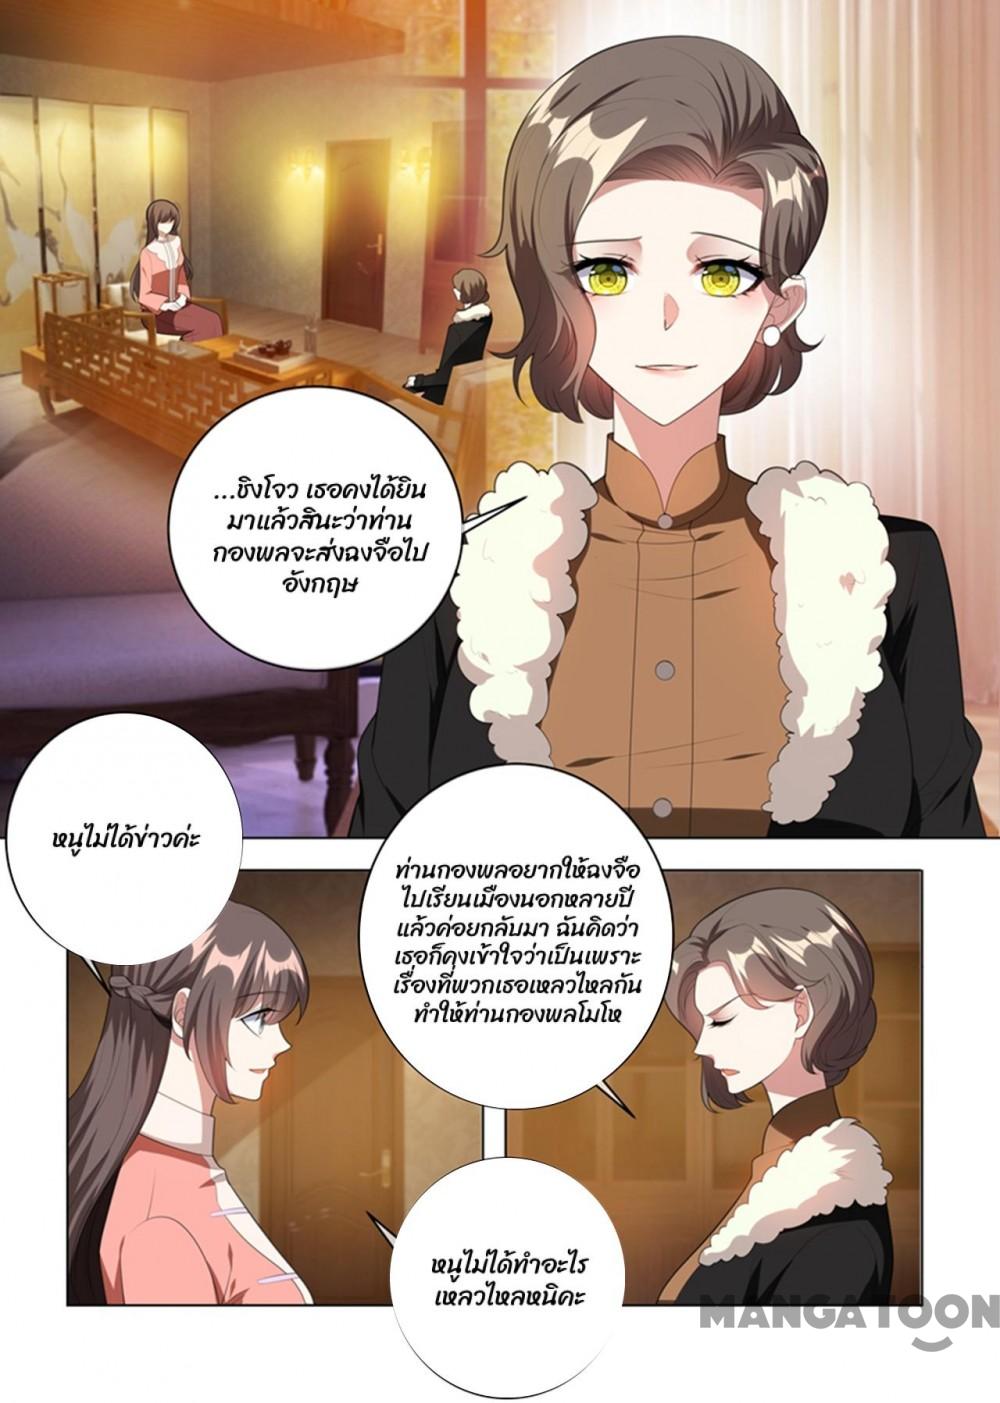 ...ชิงโจว เธอคงได้ยิน
มาแล้วสินะว่าท่าน
กองพลจะส่งฉงจือไป
อังกฤษ
หนูไม่ได้ข่าวค่ะ
ท่านกองพลอยากให้ฉงจือ
ไปเรียนเมืองนอกหลายปี
แล้วค่อยกลับมา ฉันคิดว่า
เธอก็คงเข้าใจว่าเป็นเพราะ
เรื่องที่พวกเธอเหลวไหลกัน
ทำให้ท่านกองพลโมโห
หนูไม่ได้ทำอะไร
เหลวไหลหนิคะ
MANGATOON